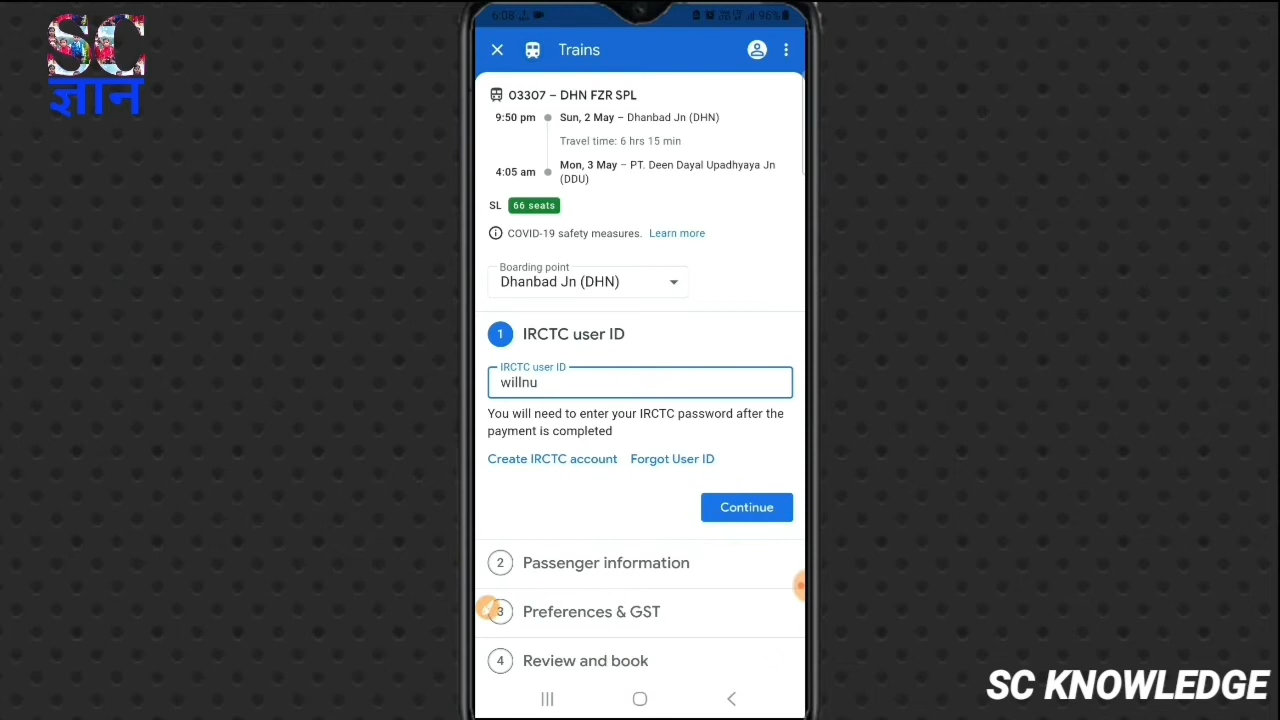 SC
ज्ञान
6:08 96%
Trains
03307 – DHN FZR SPL
9:50 pm Sun, 2 May – Dhanbad Jn (DHN)
Travel time: 6 hrs 15 min
4:05 am Mon, 3 May – PT. Deen Dayal Upadhyaya Jn
(DDU)
SL 66 seats
COVID-19 safety measures. Learn more
Boarding point
Dhanbad Jn (DHN)
1 IRCTC user ID
IRCTC user ID
willnu
You will need to enter your IRCTC password after the
payment is completed
Create IRCTC account Forgot User ID
Continue
2 Passenger information
3 Preferences & GST
4 Review and book
SC KNOWLEDGE